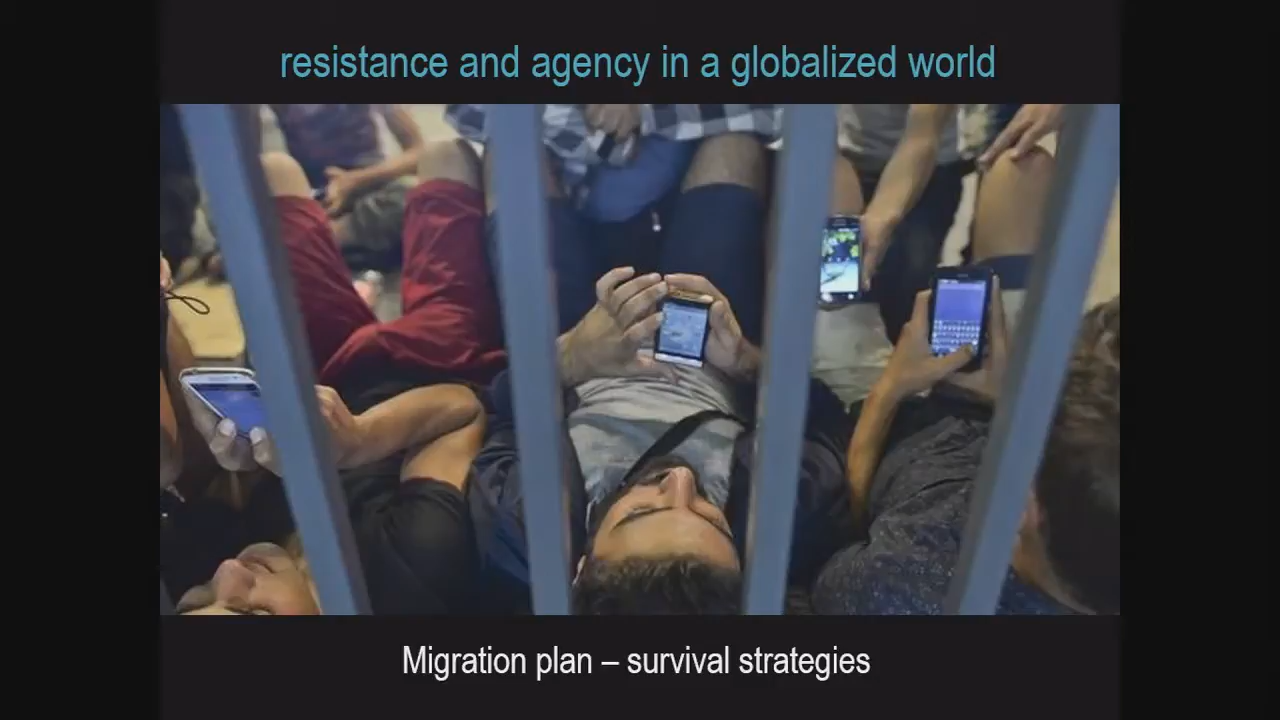 resistance and agency in a globalized world
Migration plan – survival strategies